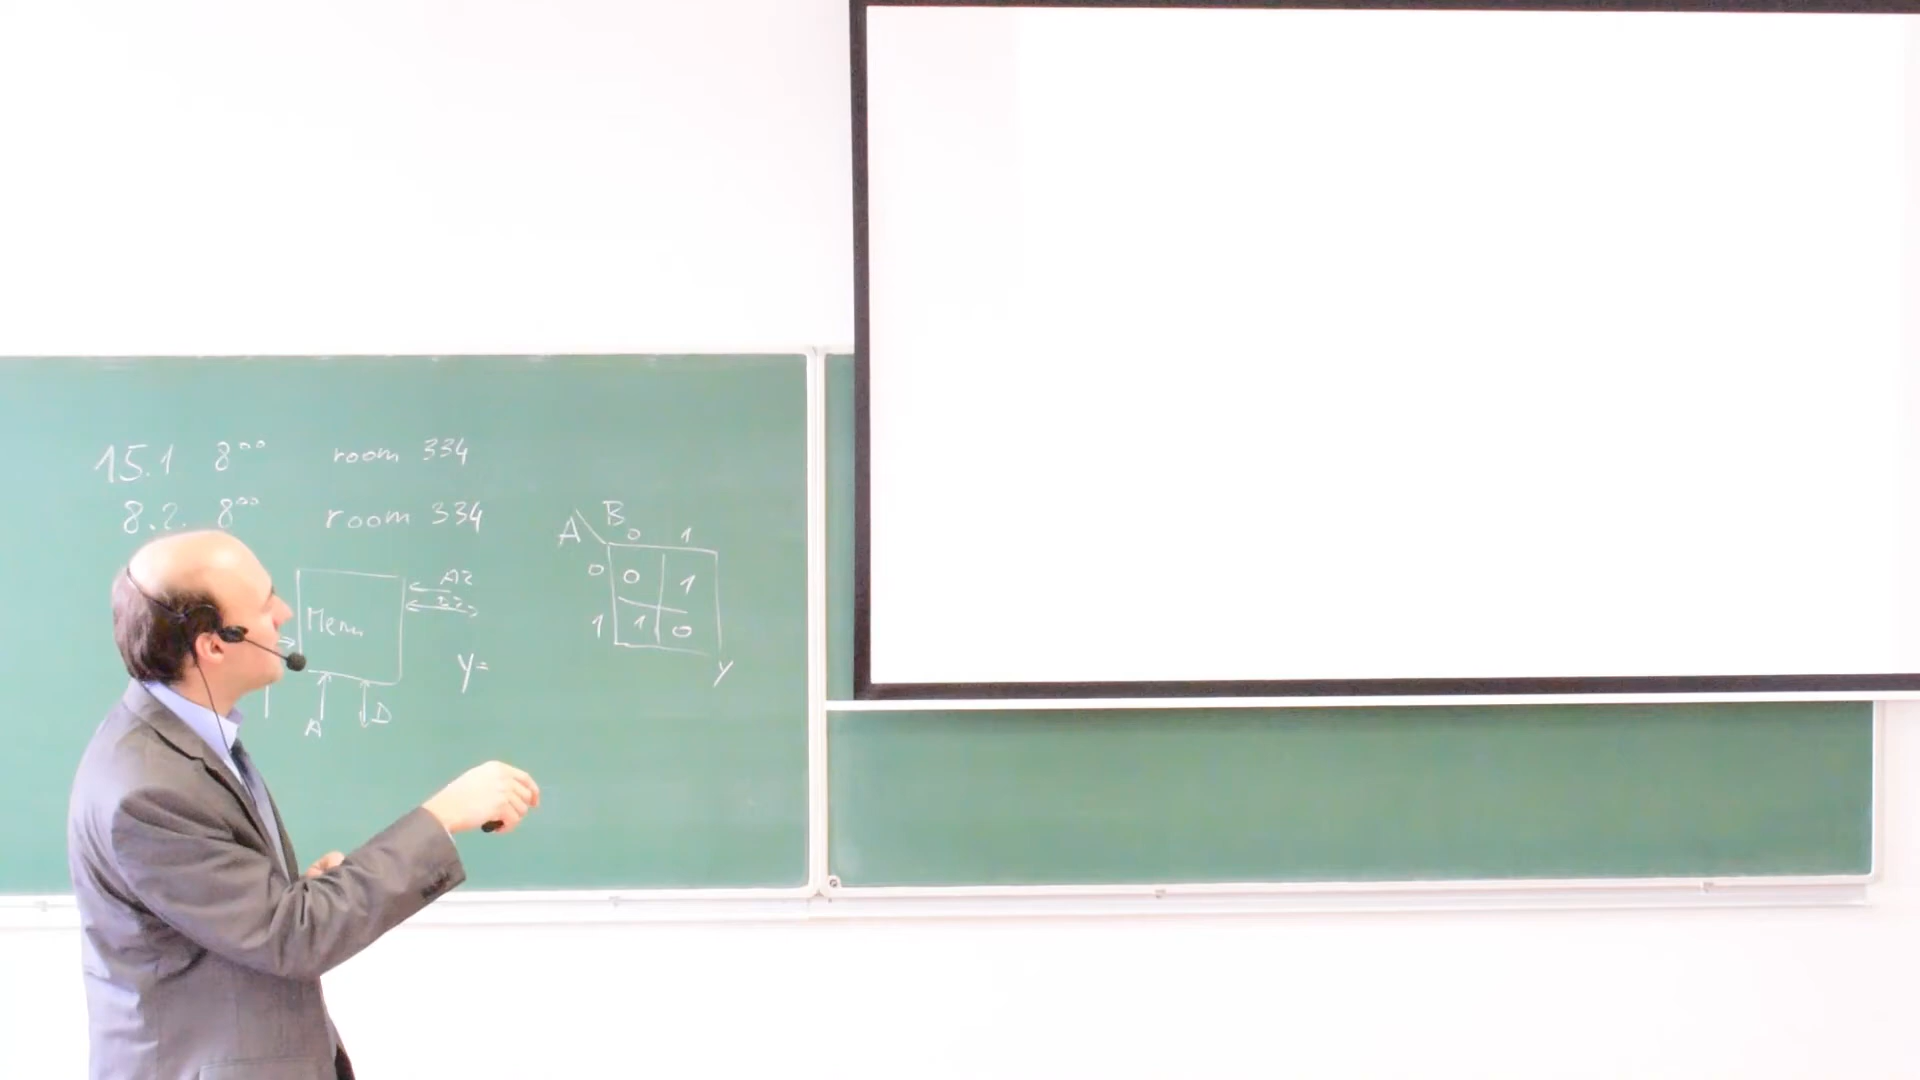 15.1 8⁰⁰ room 334
8.2. 8⁰⁰ room 334
A B
0 1
0 0 1
1 1 0
Y
A2
Mem
Y=
A
D